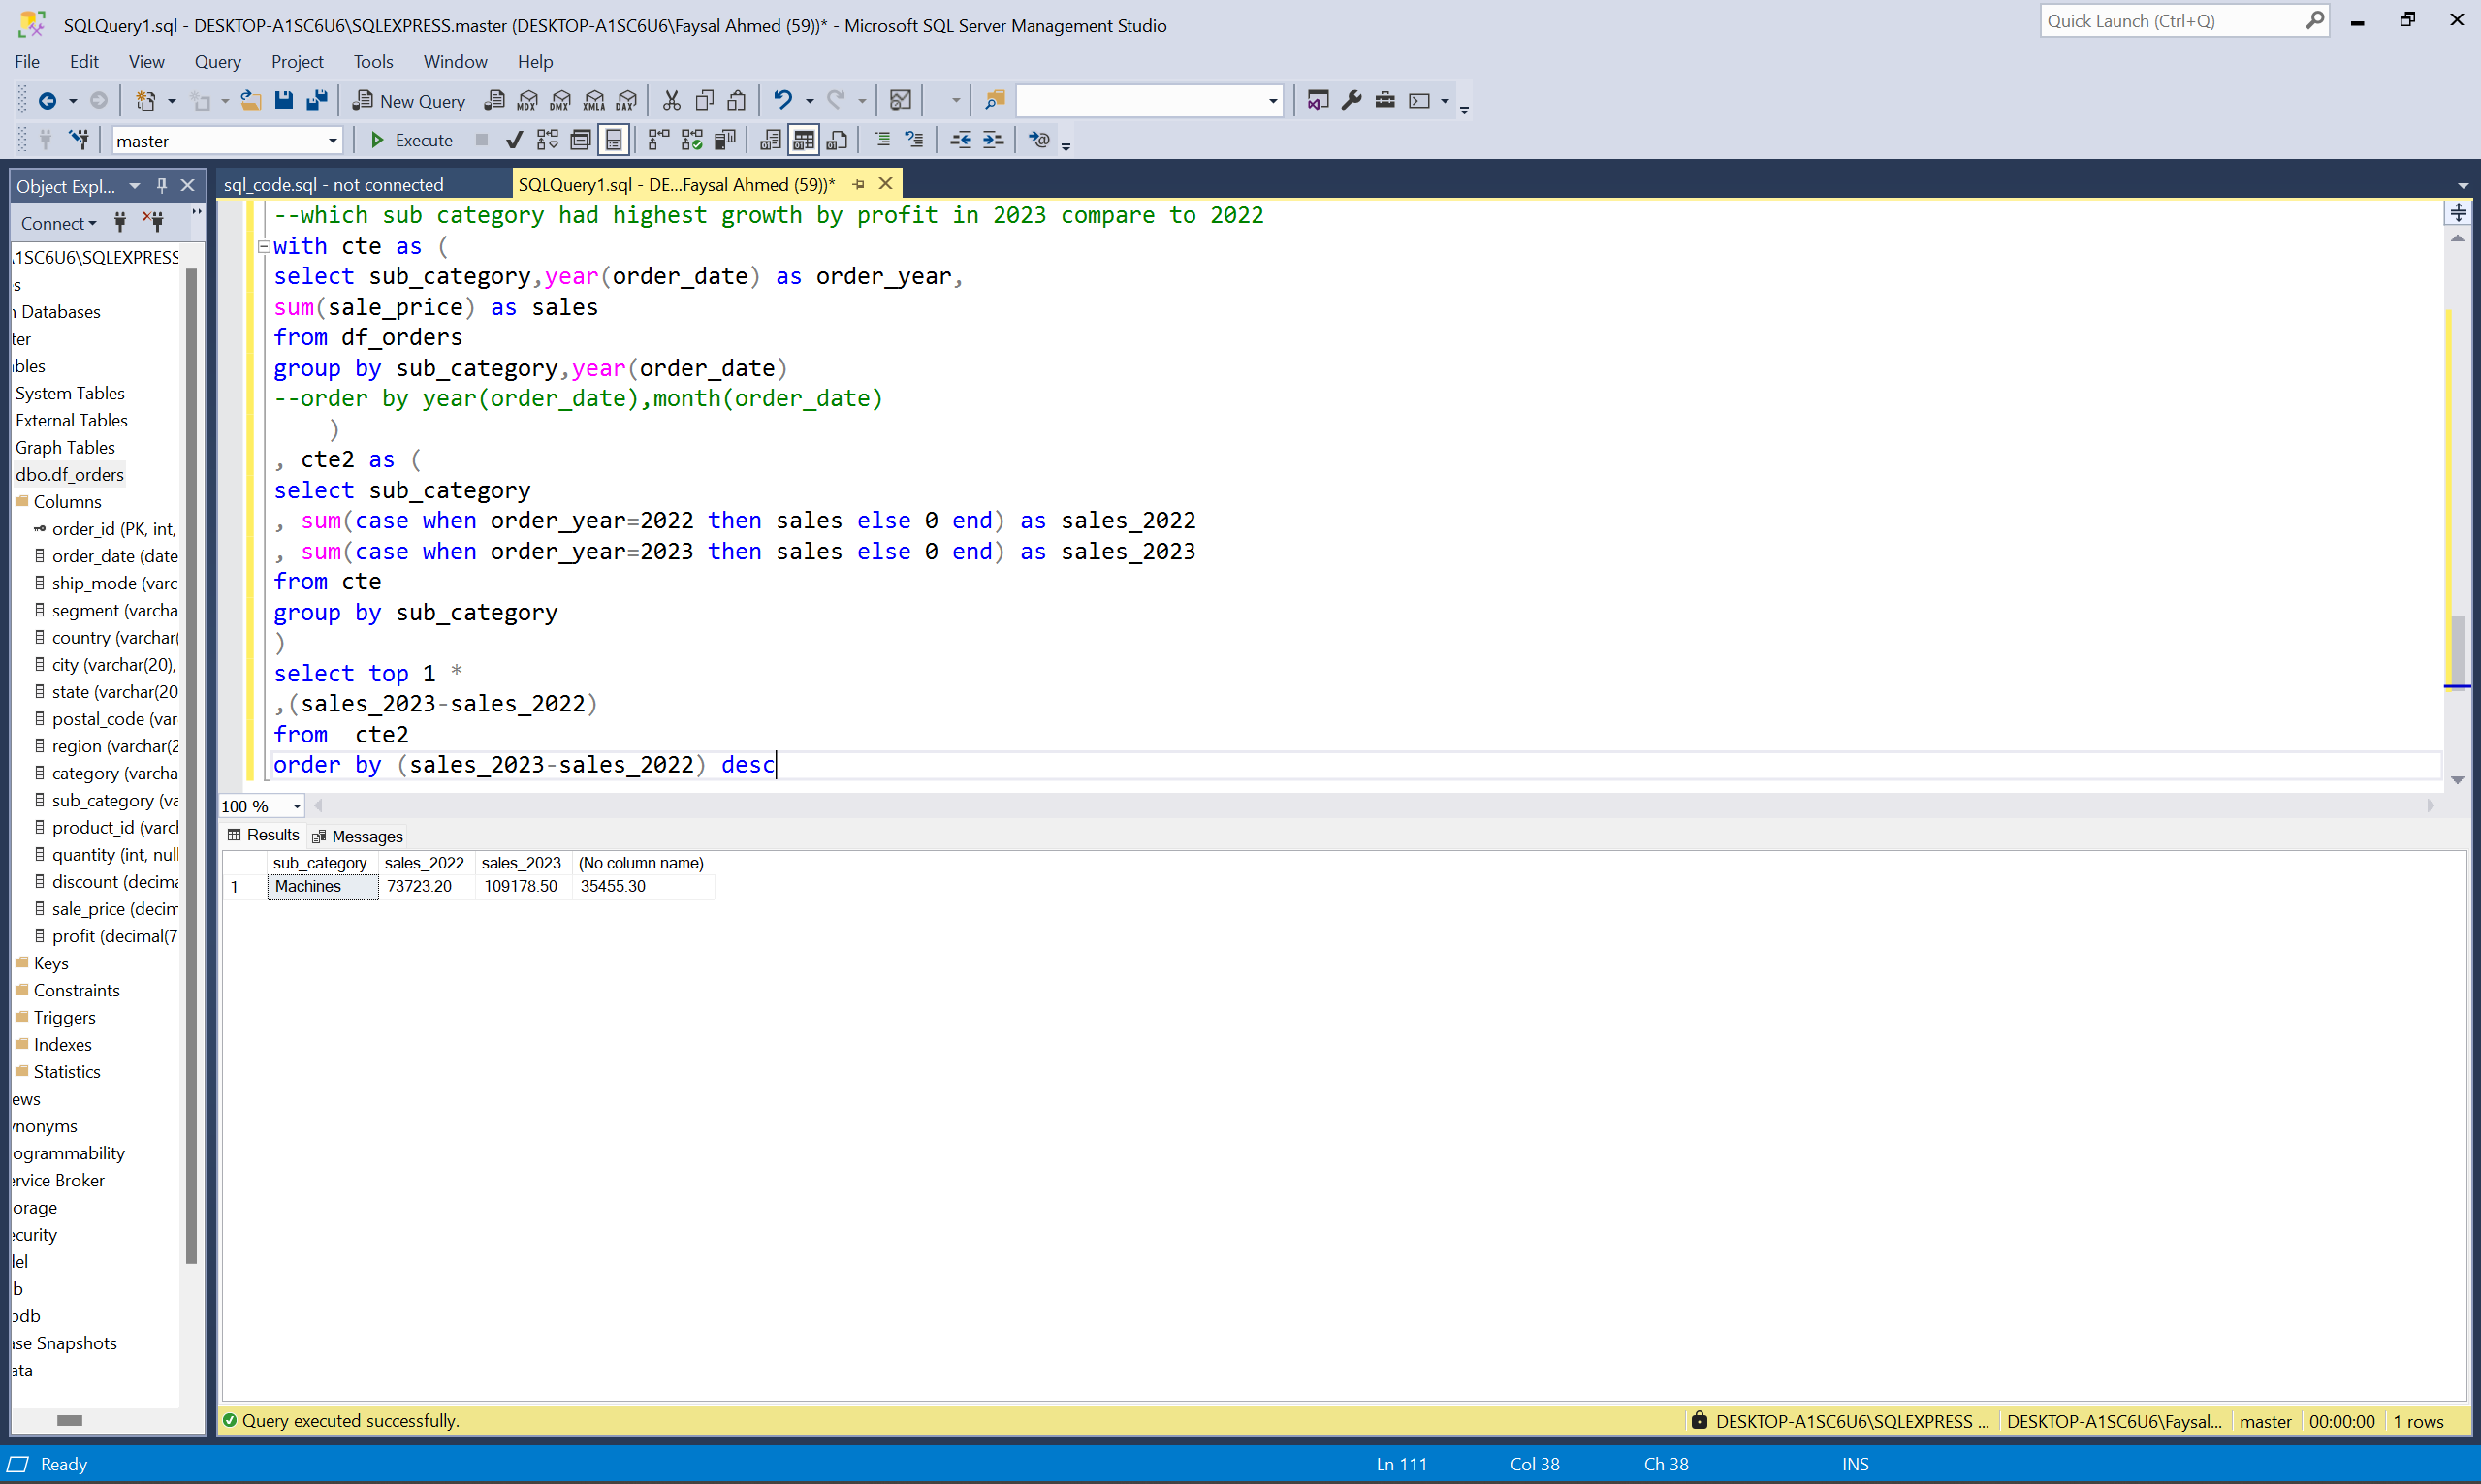 SQLQuery1.sql - DESKTOP-A1SC6U6\SQLEXPRESS.master (DESKTOP-A1SC6U6\Faysal Ahmed (59))* - Microsoft SQL Server Management Studio
Quick Launch (Ctrl+Q)
File Edit View Query Project Tools Window Help
New Query MDX DMX XMLA DAX
master Execute
Object Expl...
sql_code.sql - not connected
SQLQuery1.sql - DE...Faysal Ahmed (59))*
Connect
.1SC6U6\SQLEXPRESS
s
n Databases
ter
ables
System Tables
External Tables
Graph Tables
dbo.df_orders
Columns
order_id (PK, int,
order_date (date
ship_mode (varc
segment (varcha
country (varchar(
city (varchar(20),
state (varchar(20
postal_code (var
region (varchar(2
category (varcha
sub_category (va
product_id (varcl
quantity (int, null
discount (decima
sale_price (decim
profit (decimal(7
Keys
Constraints
Triggers
Indexes
Statistics
iews
ynonyms
ogrammability
ervice Broker
orage
ecurity
lel
b
pdb
ase Snapshots
ata
--which sub category had highest growth by profit in 2023 compare to 2022
with cte as (
select sub_category,year(order_date) as order_year,
sum(sale_price) as sales
from df_orders
group by sub_category,year(order_date)
--order by year(order_date),month(order_date)
)
, cte2 as (
select sub_category
, sum(case when order_year=2022 then sales else 0 end) as sales_2022
, sum(case when order_year=2023 then sales else 0 end) as sales_2023
from cte
group by sub_category
)
select top 1 *
,(sales_2023-sales_2022)
from  cte2
order by (sales_2023-sales_2022) desc
100 %
Results Messages
sub_category sales_2022 sales_2023 (No column name)
1 Machines 73723.20 109178.50 35455.30
Query executed successfully.
DESKTOP-A1SC6U6\SQLEXPRESS ... DESKTOP-A1SC6U6\Faysal... master 00:00:00 1 rows
Ready Ln 111 Col 38 Ch 38 INS